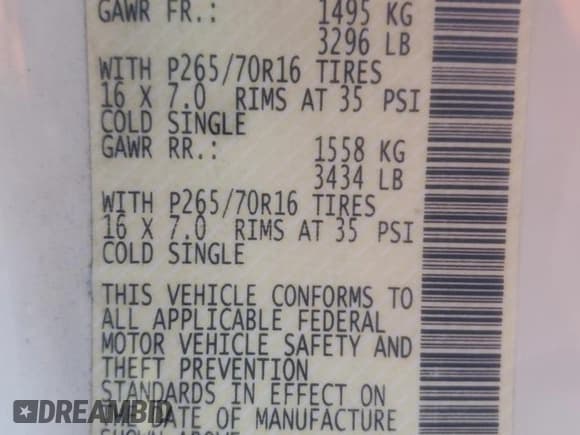 GAWR FR.: 1495 KG
3296 LB
WITH P265/70R16 TIRES
16 X 7.0 RIMS AT 35 PSI
COLD SINGLE
GAWR RR.: 1558 KG
3434 LB
WITH P265/70R16 TIRES
16 X 7.0 RIMS AT 35 PSI
COLD SINGLE
THIS VEHICLE CONFORMS TO
ALL APPLICABLE FEDERAL
MOTOR VEHICLE SAFETY AND
THEFT PREVENTION
STANDARDS IN EFFECT ON
THE DATE OF MANUFACTURE
SHOWN ABOVE
DREAMBID